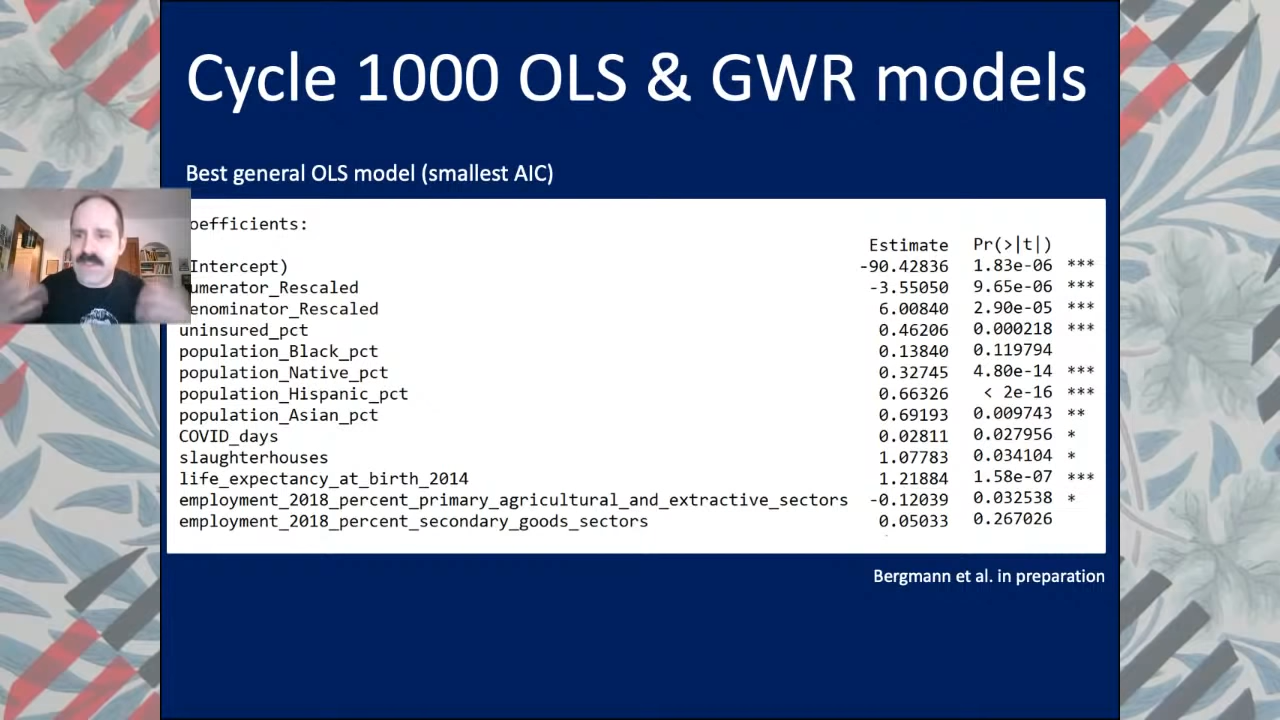 Cycle 1000 OLS & GWR models
Best general OLS model (smallest AIC)
oefficients:
Estimate Pr(>|t|)
Intercept) -90.42836 1.83e-06 ***
umerator_Rescaled -3.55050 9.65e-06 ***
enominator_Rescaled 6.00840 2.90e-05 ***
uninsured_pct 0.46206 0.000218 ***
population_Black_pct 0.13840 0.119794
population_Native_pct 0.32745 4.80e-14 ***
population_Hispanic_pct 0.66326 < 2e-16 ***
population_Asian_pct 0.69193 0.009743 **
COVID_days 0.02811 0.027956 *
slaughterhouses 1.07783 0.034104 *
life_expectancy_at_birth_2014 1.21884 1.58e-07 ***
employment_2018_percent_primary_agricultural_and_extractive_sectors -0.12039 0.032538 *
employment_2018_percent_secondary_goods_sectors 0.05033 0.267026
Bergmann et al. in preparation